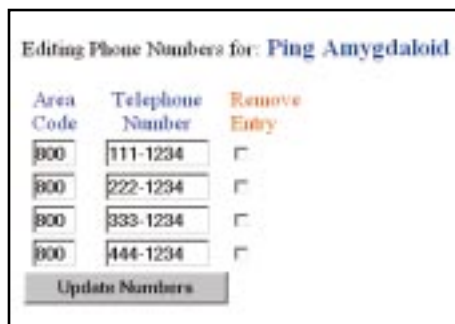 Editing Phone Numbers for: Ping Amygdaloid
Area Code Telephone Number Remove Entry
800 111-1234
800 222-1234
800 333-1234
800 444-1234
Update Numbers